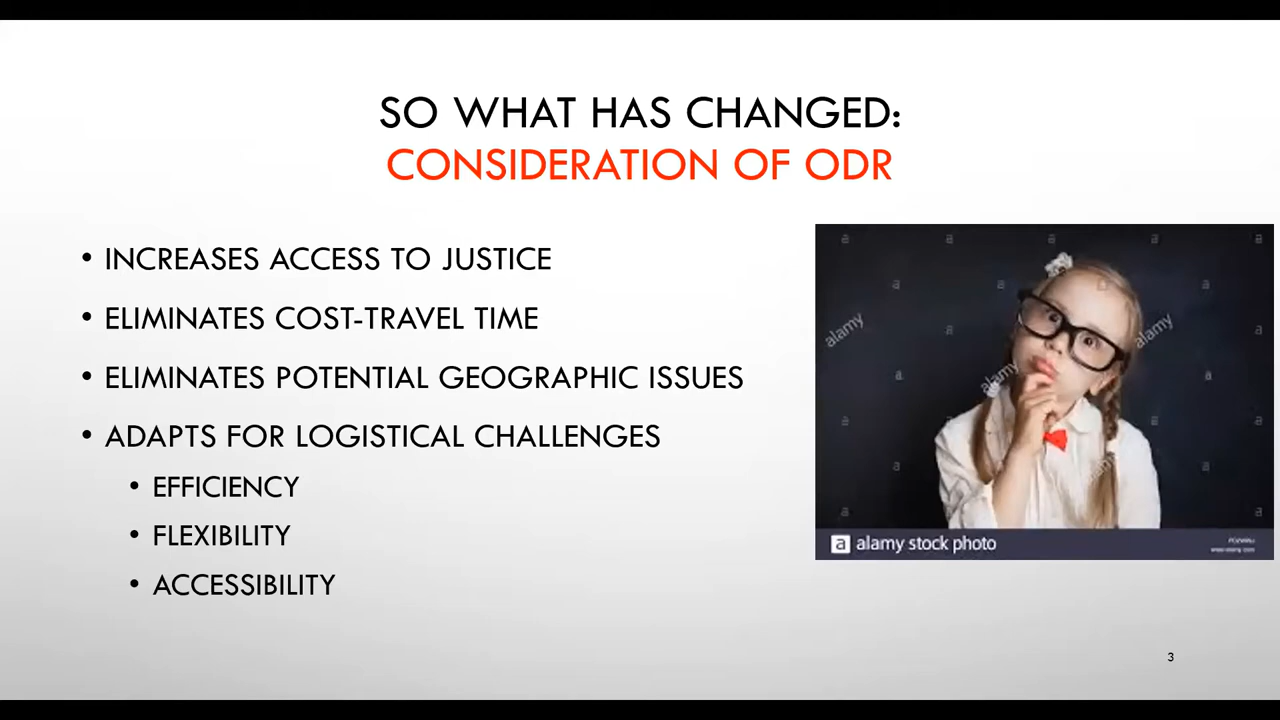 SO WHAT HAS CHANGED:
CONSIDERATION OF ODR
• INCREASES ACCESS TO JUSTICE
• ELIMINATES COST-TRAVEL TIME
• ELIMINATES POTENTIAL GEOGRAPHIC ISSUES
• ADAPTS FOR LOGISTICAL CHALLENGES
• EFFICIENCY
• FLEXIBILITY
• ACCESSIBILITY
alamy
alamy
alamy
alamy
a alamy stock photo
3